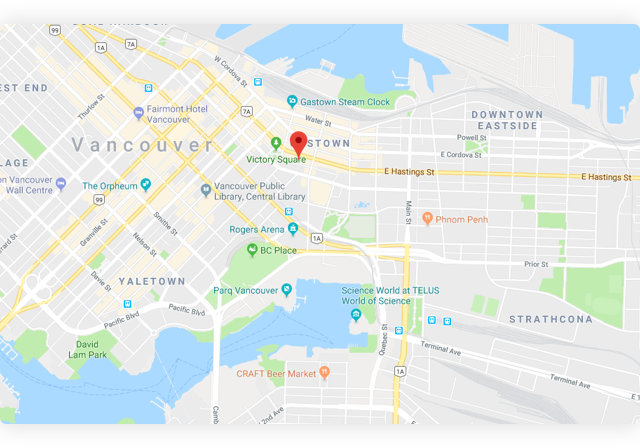 99
7A
1A
W Cordova St
EST END
Thurlow St
Fairmont Hotel
Vancouver
7A
Gastown Steam Clock
Water St
DOWNTOWN
EASTSIDE
Powell St
Vancouver
STOWN
E Cordova St
Victory Square
E Hastings St
E Hastings St
LAGE
on Vancouver
Wall Centre
The Orpheum
Vancouver Public
Library, Central Library
99
Main St
Phnom Penh
Smithe St
Granville St
Rogers Arena
1A
Nelson St
BC Place
Prior St
Davie St
YALETOWN
Parq Vancouver
Science World at TELUS
World of Science
Pacific Blvd
Pacific Blvd
STRATHCONA
David
Lam Park
Quebec St
Terminal Ave
Terminal Ave
CRAFT Beer Market
1A
2nd Ave
Camb